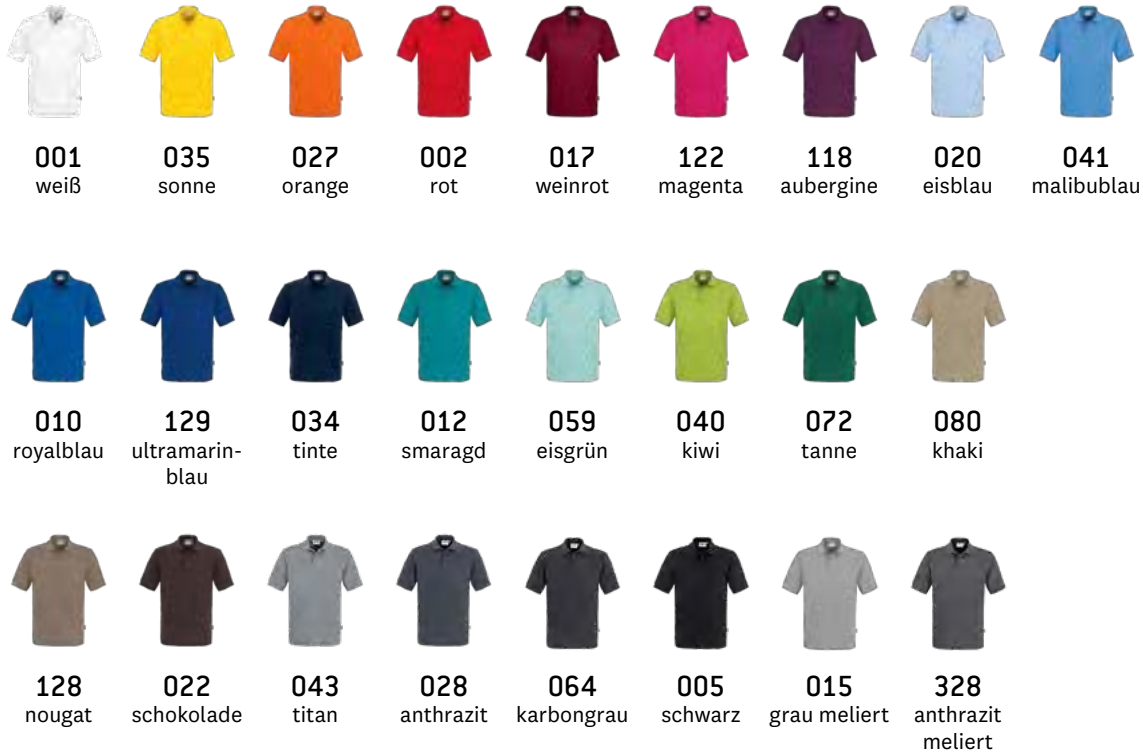 001 035 027 002 017 122 118 020 041
weiß sonne orange rot weinrot magenta aubergine eisblau malibublau
010 129 034 012 059 040 072 080
royalblau ultramarin- tinte smaragd eisgrün kiwi tanne khaki
blau
128 022 043 028 064 005 015 328
nougat schokolade titan anthrazit karbongrau schwarz grau meliert anthrazit
meliert